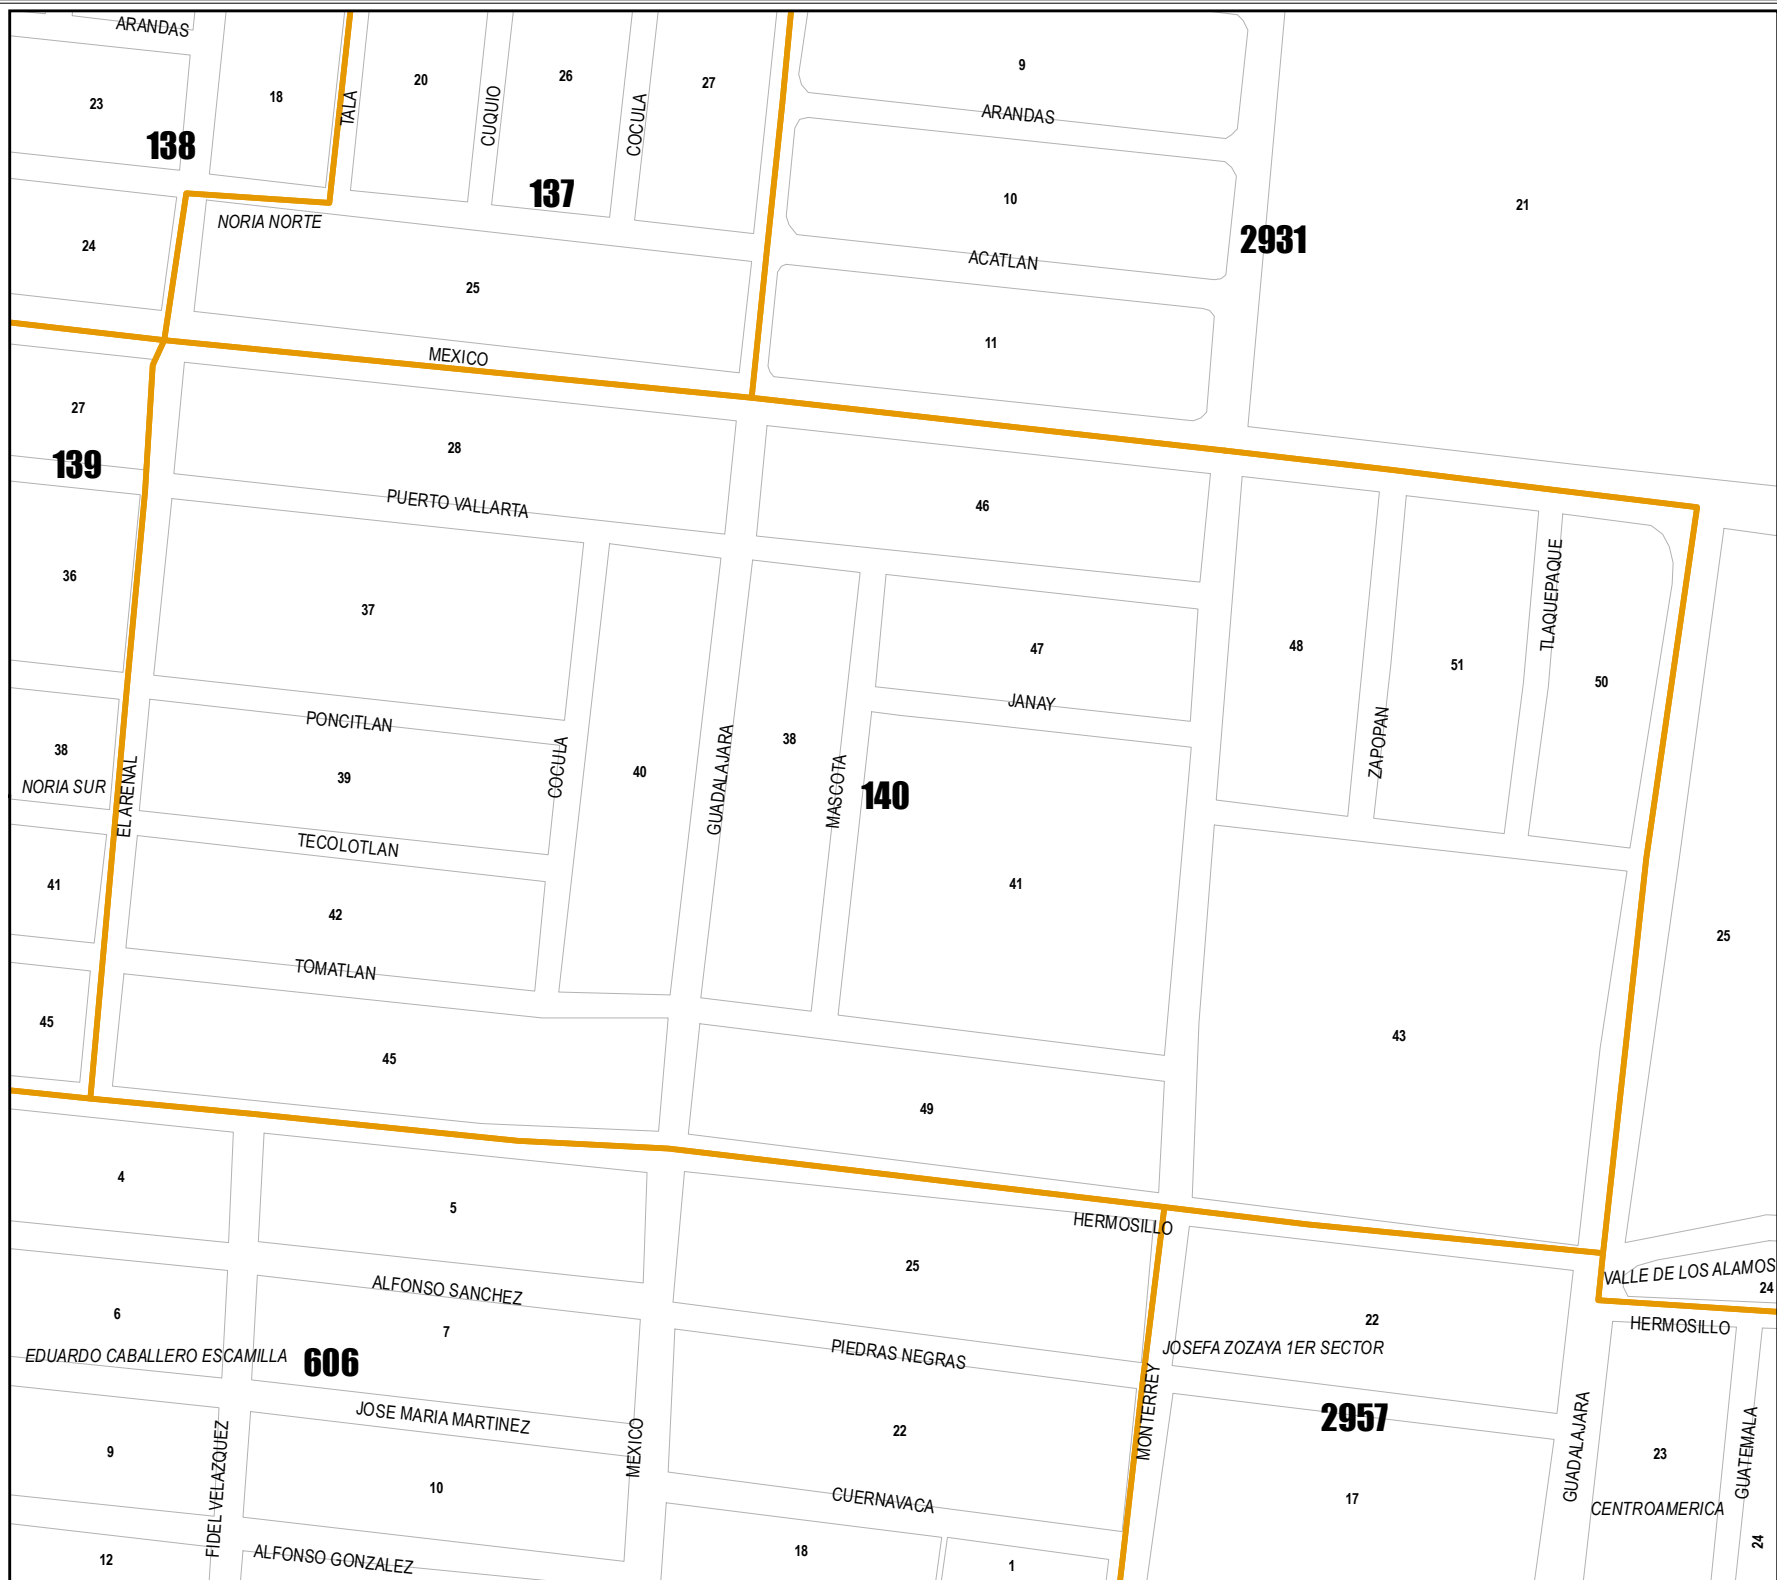 ARANDAS
9
20
26
27
23
18
TALA
CUQUIO
COCULA
ARANDAS
138
137
10
21
NORIA NORTE
24
2931
ACATLAN
25
11
MEXICO
27
28
139
PUERTO VALLARTA
46
36
37
TLAQUEPAQUE
47
48
51
50
JANAY
PONCITLAN
38
NORIA SUR
EL ARENAL
39
COCULA
40
GUADALAJARA
38
MASCOTA
140
ZAPOPAN
TECOLOTLAN
41
42
41
25
TOMATLAN
45
45
43
49
4
5
HERMOSILLO
25
ALFONSO SANCHEZ
VALLE DE LOS ALAMOS
24
6
7
22
HERMOSILLO
EDUARDO CABALLERO ESCAMILLA
606
PIEDRAS NEGRAS
JOSEFA ZOZAYA 1ER SECTOR
JOSE MARIA MARTINEZ
MONTERREY
2957
GUADALAJARA
9
FIDEL VELAZQUEZ
MEXICO
22
23
GUATEMALA
10
CUERNAVACA
17
CENTROAMERICA
12
ALFONSO GONZALEZ
18
1
24